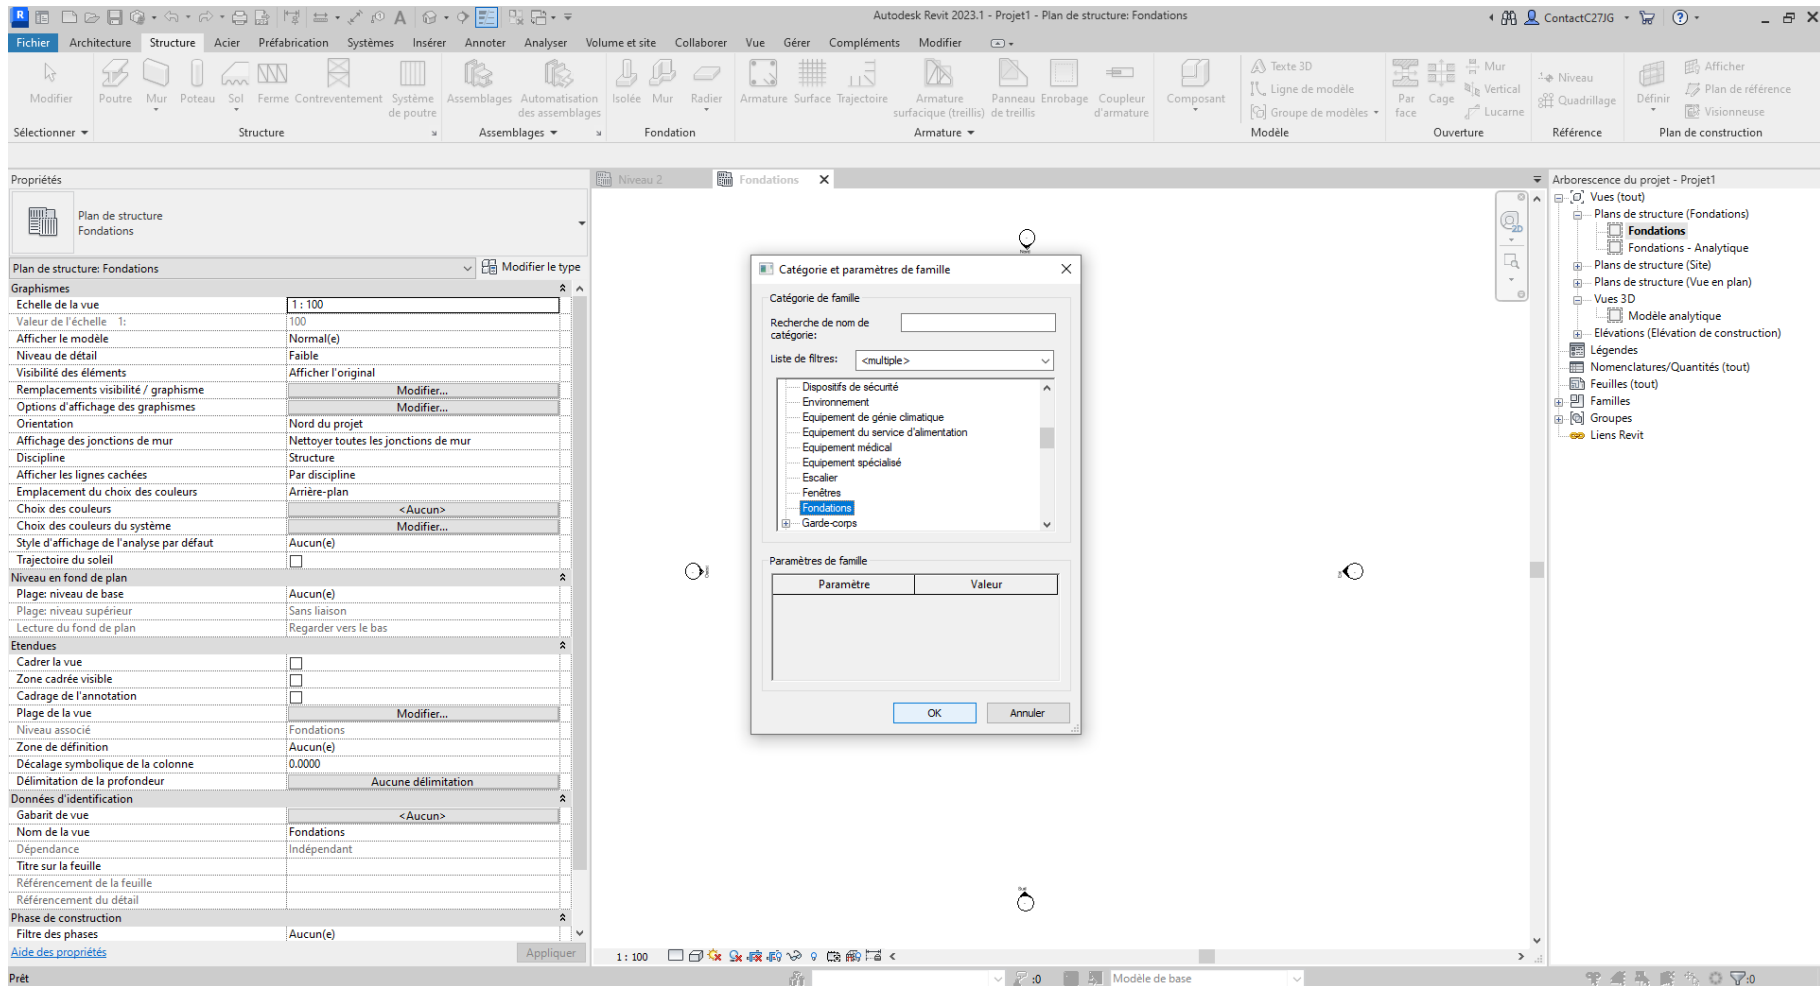 Autodesk Revit 2023.1 - Projet1 - Plan de structure: Fondations
ContactC27JG
Fichier Architecture Structure Acier Préfabrication Systèmes Insérer Annoter Analyser Volume et site Collaborer Vue Gérer Compléments Modifier
Modifier
Poutre Mur Poteau Sol Ferme Contreventement Système de poutre
Assemblages Automatisation des assemblages
Isolée Mur Radier
Armature Surface Trajectoire Armature surfacique (treillis) Panneau de treillis Enrobage Coupleur d'armature
Composant
Texte 3D
Ligne de modèle
Groupe de modèles
Par face Cage
Mur
Vertical
Lucarne
Niveau
Quadrillage
Définir
Afficher
Plan de référence
Visionneuse
Sélectionner Structure Assemblages Fondation Armature Modèle Ouverture Référence Plan de construction
Propriétés
Plan de structure
Fondations
Plan de structure: Fondations Modifier le type
Graphismes
Echelle de la vue 1 : 100
Valeur de l'échelle 1: 100
Afficher le modèle Normal(e)
Niveau de détail Faible
Visibilité des éléments Afficher l'original
Remplacements visibilité / graphisme Modifier...
Options d'affichage des graphismes Modifier...
Orientation Nord du projet
Affichage des jonctions de mur Nettoyer toutes les jonctions de mur
Discipline Structure
Afficher les lignes cachées Par discipline
Emplacement du choix des couleurs Arrière-plan
Choix des couleurs <Aucun>
Choix des couleurs du système Modifier...
Style d'affichage de l'analyse par défaut Aucun(e)
Trajectoire du soleil
Niveau en fond de plan
Plage: niveau de base Aucun(e)
Plage: niveau supérieur Sans liaison
Lecture du fond de plan Regarder vers le bas
Etendues
Cadrer la vue
Zone cadrée visible
Cadrage de l'annotation
Plage de la vue Modifier...
Niveau associé Fondations
Zone de définition Aucun(e)
Décalage symbolique de la colonne 0.0000
Délimitation de la profondeur Aucune délimitation
Données d'identification
Gabarit de vue <Aucun>
Nom de la vue Fondations
Dépendance Indépendant
Titre sur la feuille
Référencement de la feuille
Référencement du détail
Phase de construction
Filtre des phases Aucun(e)
Aide des propriétés Appliquer
Niveau 2 Fondations
2D
Catégorie et paramètres de famille
Catégorie de famille
Recherche de nom de
catégorie:
Liste de filtres: <multiple>
Dispositifs de sécurité
Environnement
Equipement de génie climatique
Equipement du service d'alimentation
Equipement médical
Equipement spécialisé
Escalier
Fenêtres
Fondations
Garde-corps
Paramètres de famille
Paramètre Valeur
OK Annuler
Arborescence du projet - Projet1
Vues (tout)
Plans de structure (Fondations)
Fondations
Fondations - Analytique
Plans de structure (Site)
Plans de structure (Vue en plan)
Vues 3D
Modèle analytique
Elévations (Elévation de construction)
Légendes
Nomenclatures/Quantités (tout)
Feuilles (tout)
Familles
Groupes
Liens Revit
1 : 100
Prêt :0 Modèle de base :0